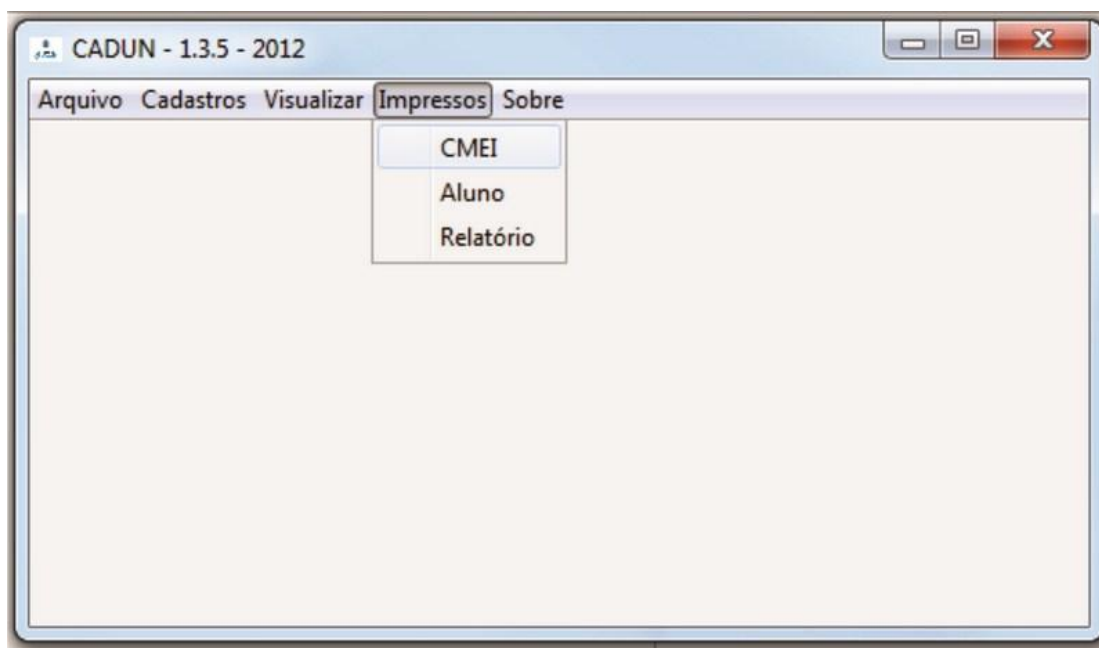 CADUN - 1.3.5 - 2012
Arquivo Cadastros Visualizar Impressos Sobre
CMEI
Aluno
Relatório